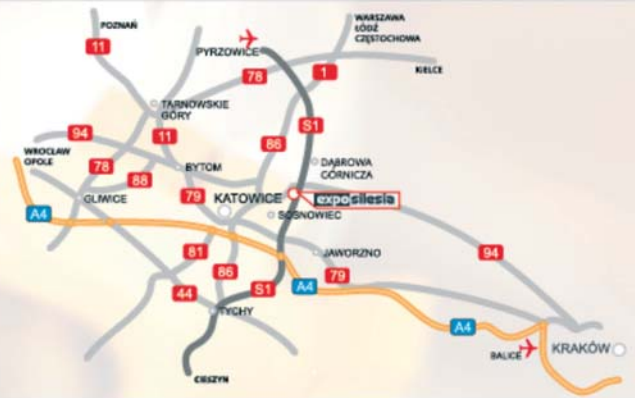 POZNAŃ
WARSZAWA
ŁÓDŹ
CZĘSTOCHOWA
11
PYRZOWICE
78
1
KIELCE
TARNOWSKIE
GÓRY
S1
94
11
86
WROCŁAW
OPOLE
78
88
BYTOM
DĄBROWA
GÓRNICZA
GLIWICE
79
KATOWICE
exposilesia
A4
SOSNOWIEC
81
JAWORZNO
94
86
79
44
S1
A4
TYCHY
A4
BALICE
KRAKÓW
CIESZYN